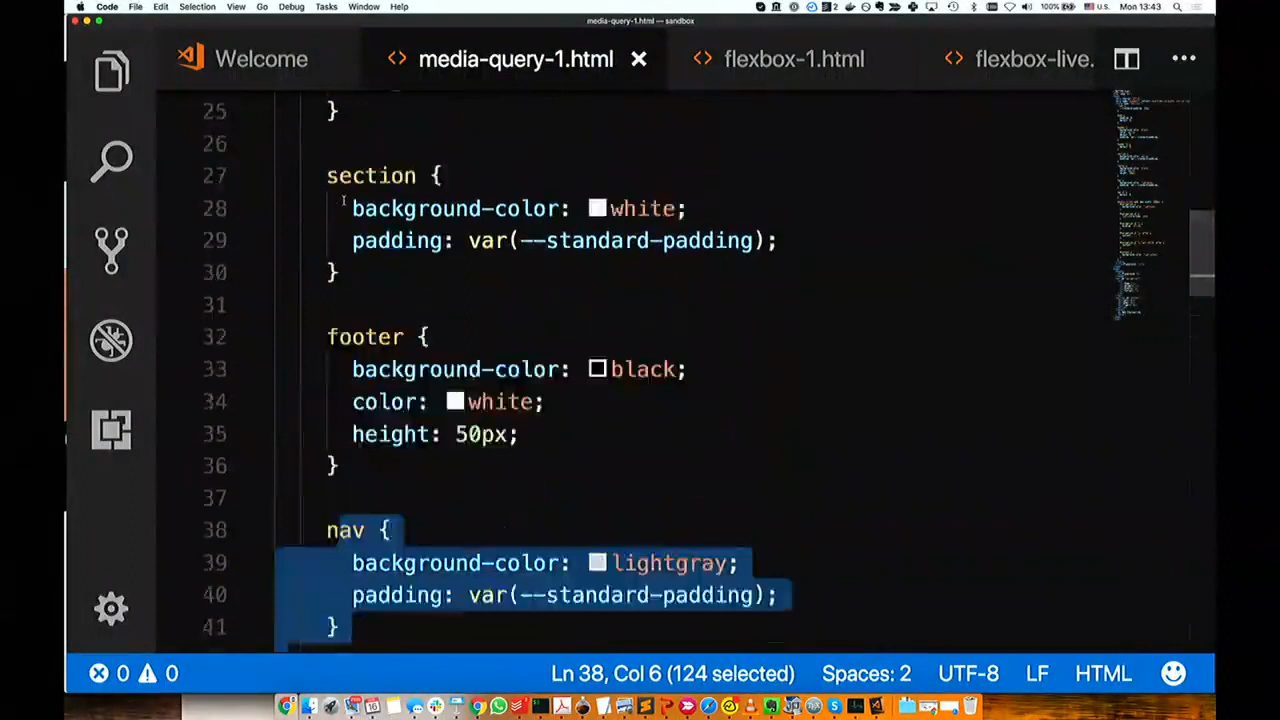 Code File Edit Selection View Go Debug Tasks Window Help
100% U.S. Mon 13:43
media-query-1.html — sandbox
Welcome media-query-1.html flexbox-1.html flexbox-live.
25 }
26
27 section {
28 background-color: white;
29 padding: var(--standard-padding);
30 }
31
32 footer {
33 background-color: black;
34 color: white;
35 height: 50px;
36 }
37
38 nav {
39 background-color: lightgray;
40 padding: var(--standard-padding);
41 }
0 0 Ln 38, Col 6 (124 selected) Spaces: 2 UTF-8 LF HTML